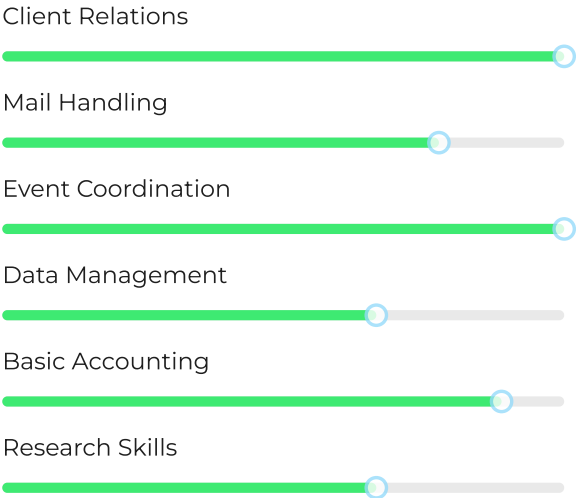 Client Relations
Mail Handling
Event Coordination
Data Management
Basic Accounting
Research Skills